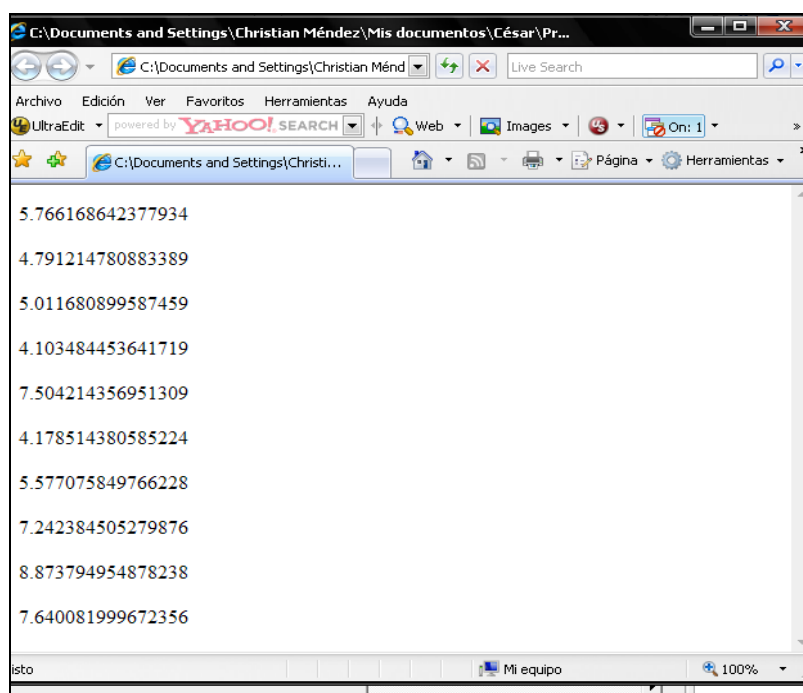 C:\Documents and Settings\Christian Méndez\Mis documentos\César\Pr...
C:\Documents and Settings\Christian Ménd Live Search
Archivo Edición Ver Favoritos Herramientas Ayuda
UltraEdit powered by YAHOO! SEARCH Web Images On: 1 »
C:\Documents and Settings\Christi... Página Herramientas
5.766168642377934
4.791214780883389
5.011680899587459
4.103484453641719
7.504214356951309
4.178514380585224
5.577075849766228
7.242384505279876
8.873794954878238
7.640081999672356
isto Mi equipo 100%